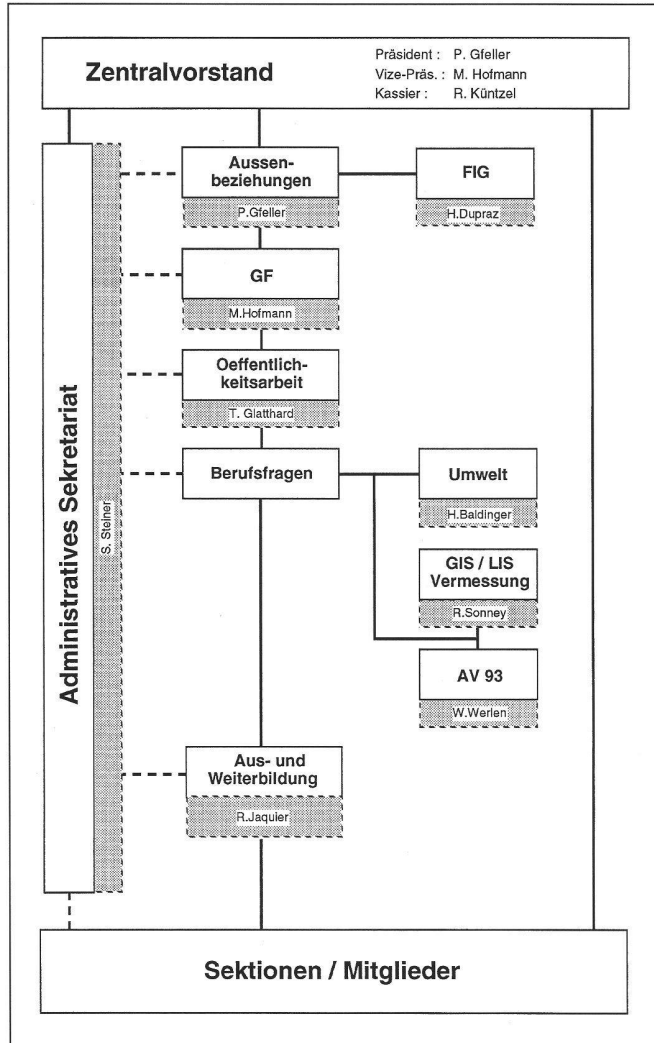 Zentralvorstand
Präsident : P. Gfeller
Vize-Präs. : M. Hofmann
Kassier : R. Küntzel
Administratives Sekretariat
S. Steiner
Aussen-
beziehungen
P.Gfeller
FIG
H.Dupraz
GF
M.Hofmann
Oeffentlich-
keitsarbeit
T. Glatthard
Berufsfragen
Umwelt
H.Baldinger
GIS / LIS
Vermessung
R.Sonney
AV 93
W.Werlen
Aus- und
Weiterbildung
R.Jaquier
Sektionen / Mitglieder